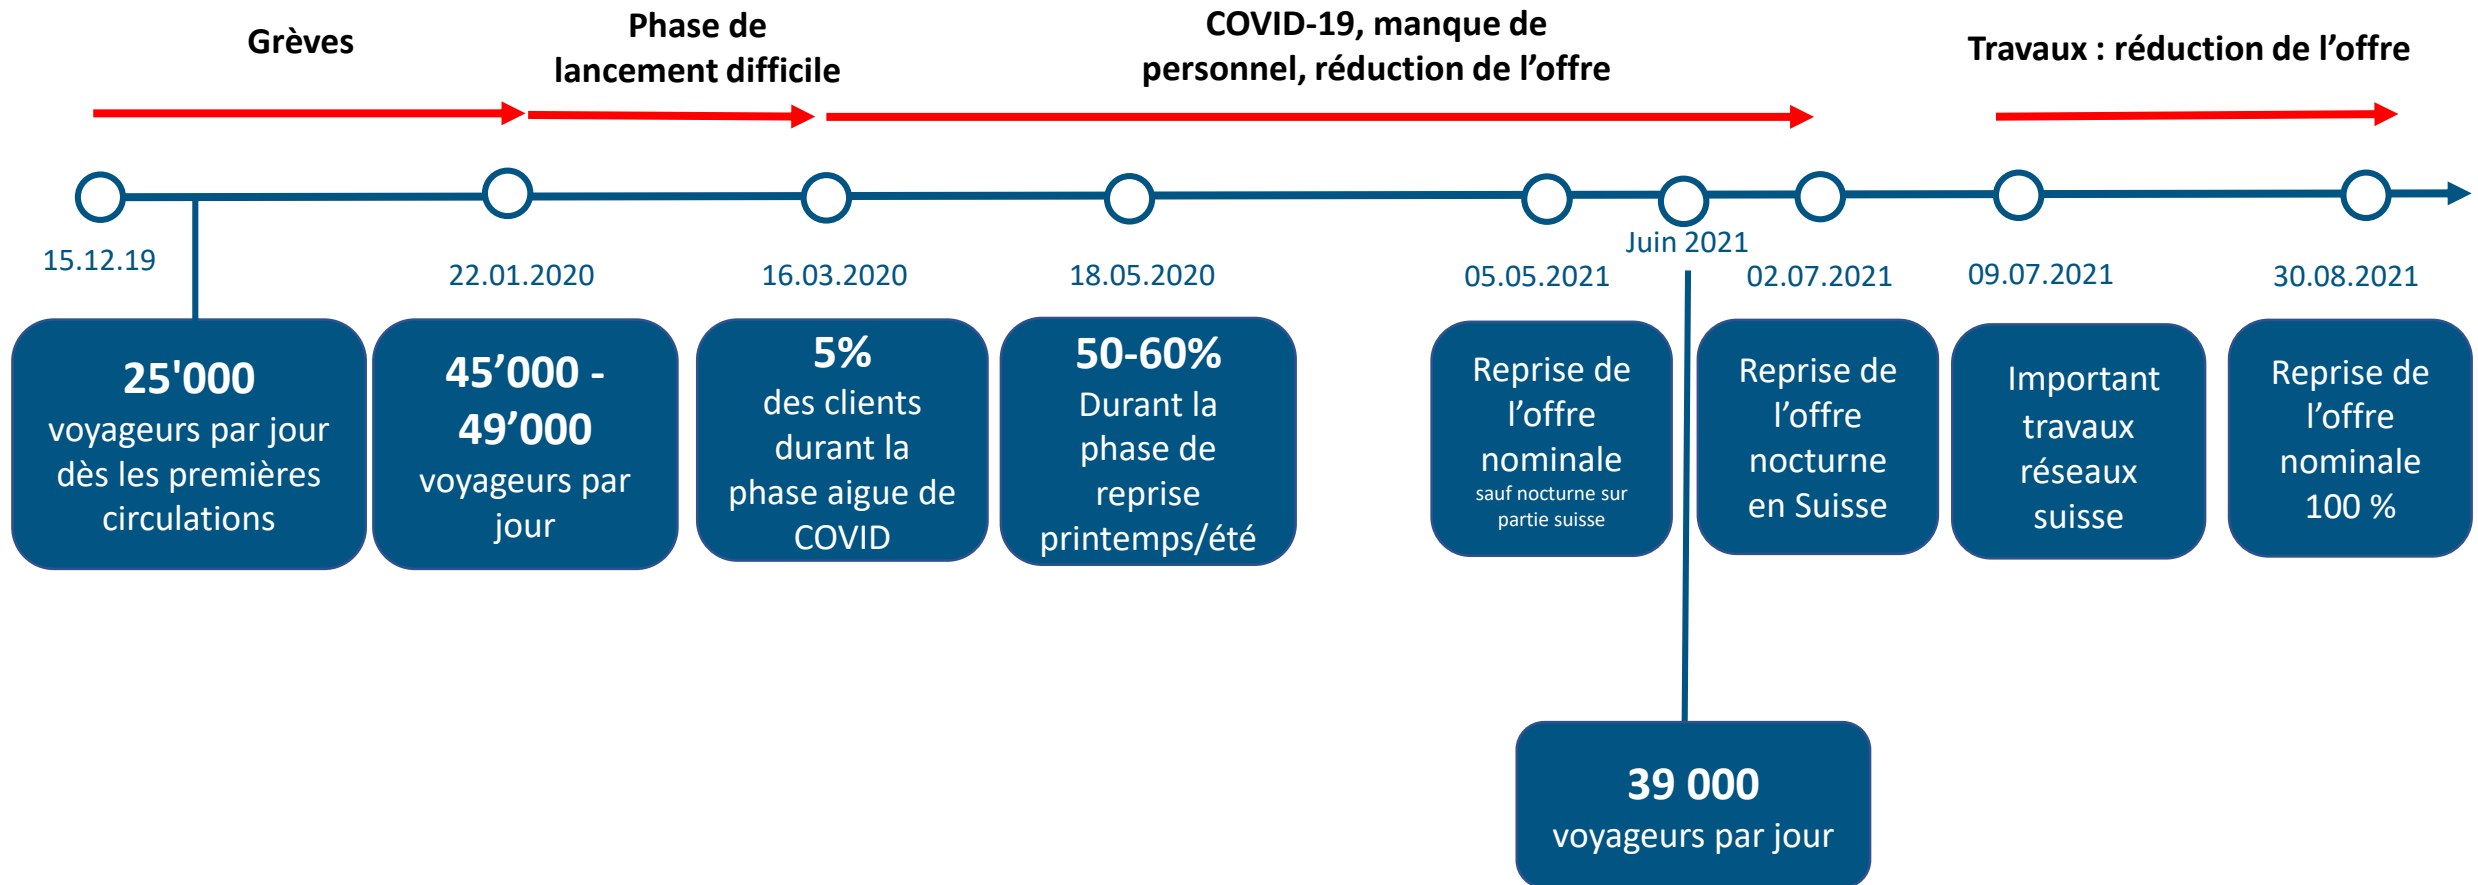 Grèves
Phase de
lancement difficile
COVID-19, manque de
personnel, réduction de l’offre
Travaux : réduction de l’offre
15.12.19
22.01.2020
16.03.2020
18.05.2020
05.05.2021
Juin 2021
02.07.2021
09.07.2021
30.08.2021
25'000
voyageurs par jour
dès les premières
circulations
45’000 -
49’000
voyageurs par
jour
5%
des clients
durant la
phase aigue de
COVID
50-60%
Durant la
phase de
reprise
printemps/été
Reprise de
l’offre
nominale
sauf nocturne sur
partie suisse
Reprise de
l’offre
nocturne
en Suisse
Important
travaux
réseaux
suisse
Reprise de
l’offre
nominale
100 %
39 000
voyageurs par jour